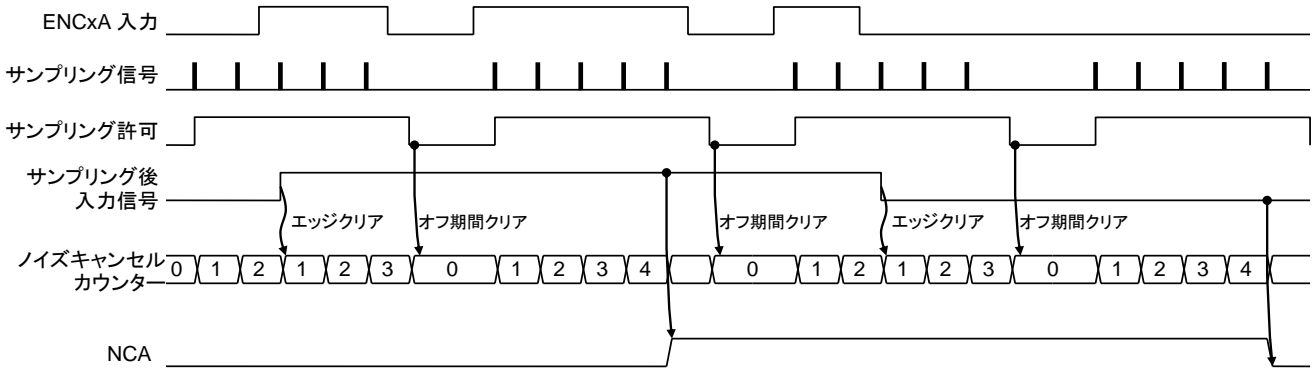 ENCxA 入力
サンプリング信号
サンプリング許可
サンプリング後
入力信号
エッジクリア
オフ期間クリア
オフ期間クリア
エッジクリア
オフ期間クリア
ノイズキャンセル
カウンター
0 1 2 1 2 3 0 1 2 3 4 0 1 2 1 2 3 0 1 2 3 4
NCA